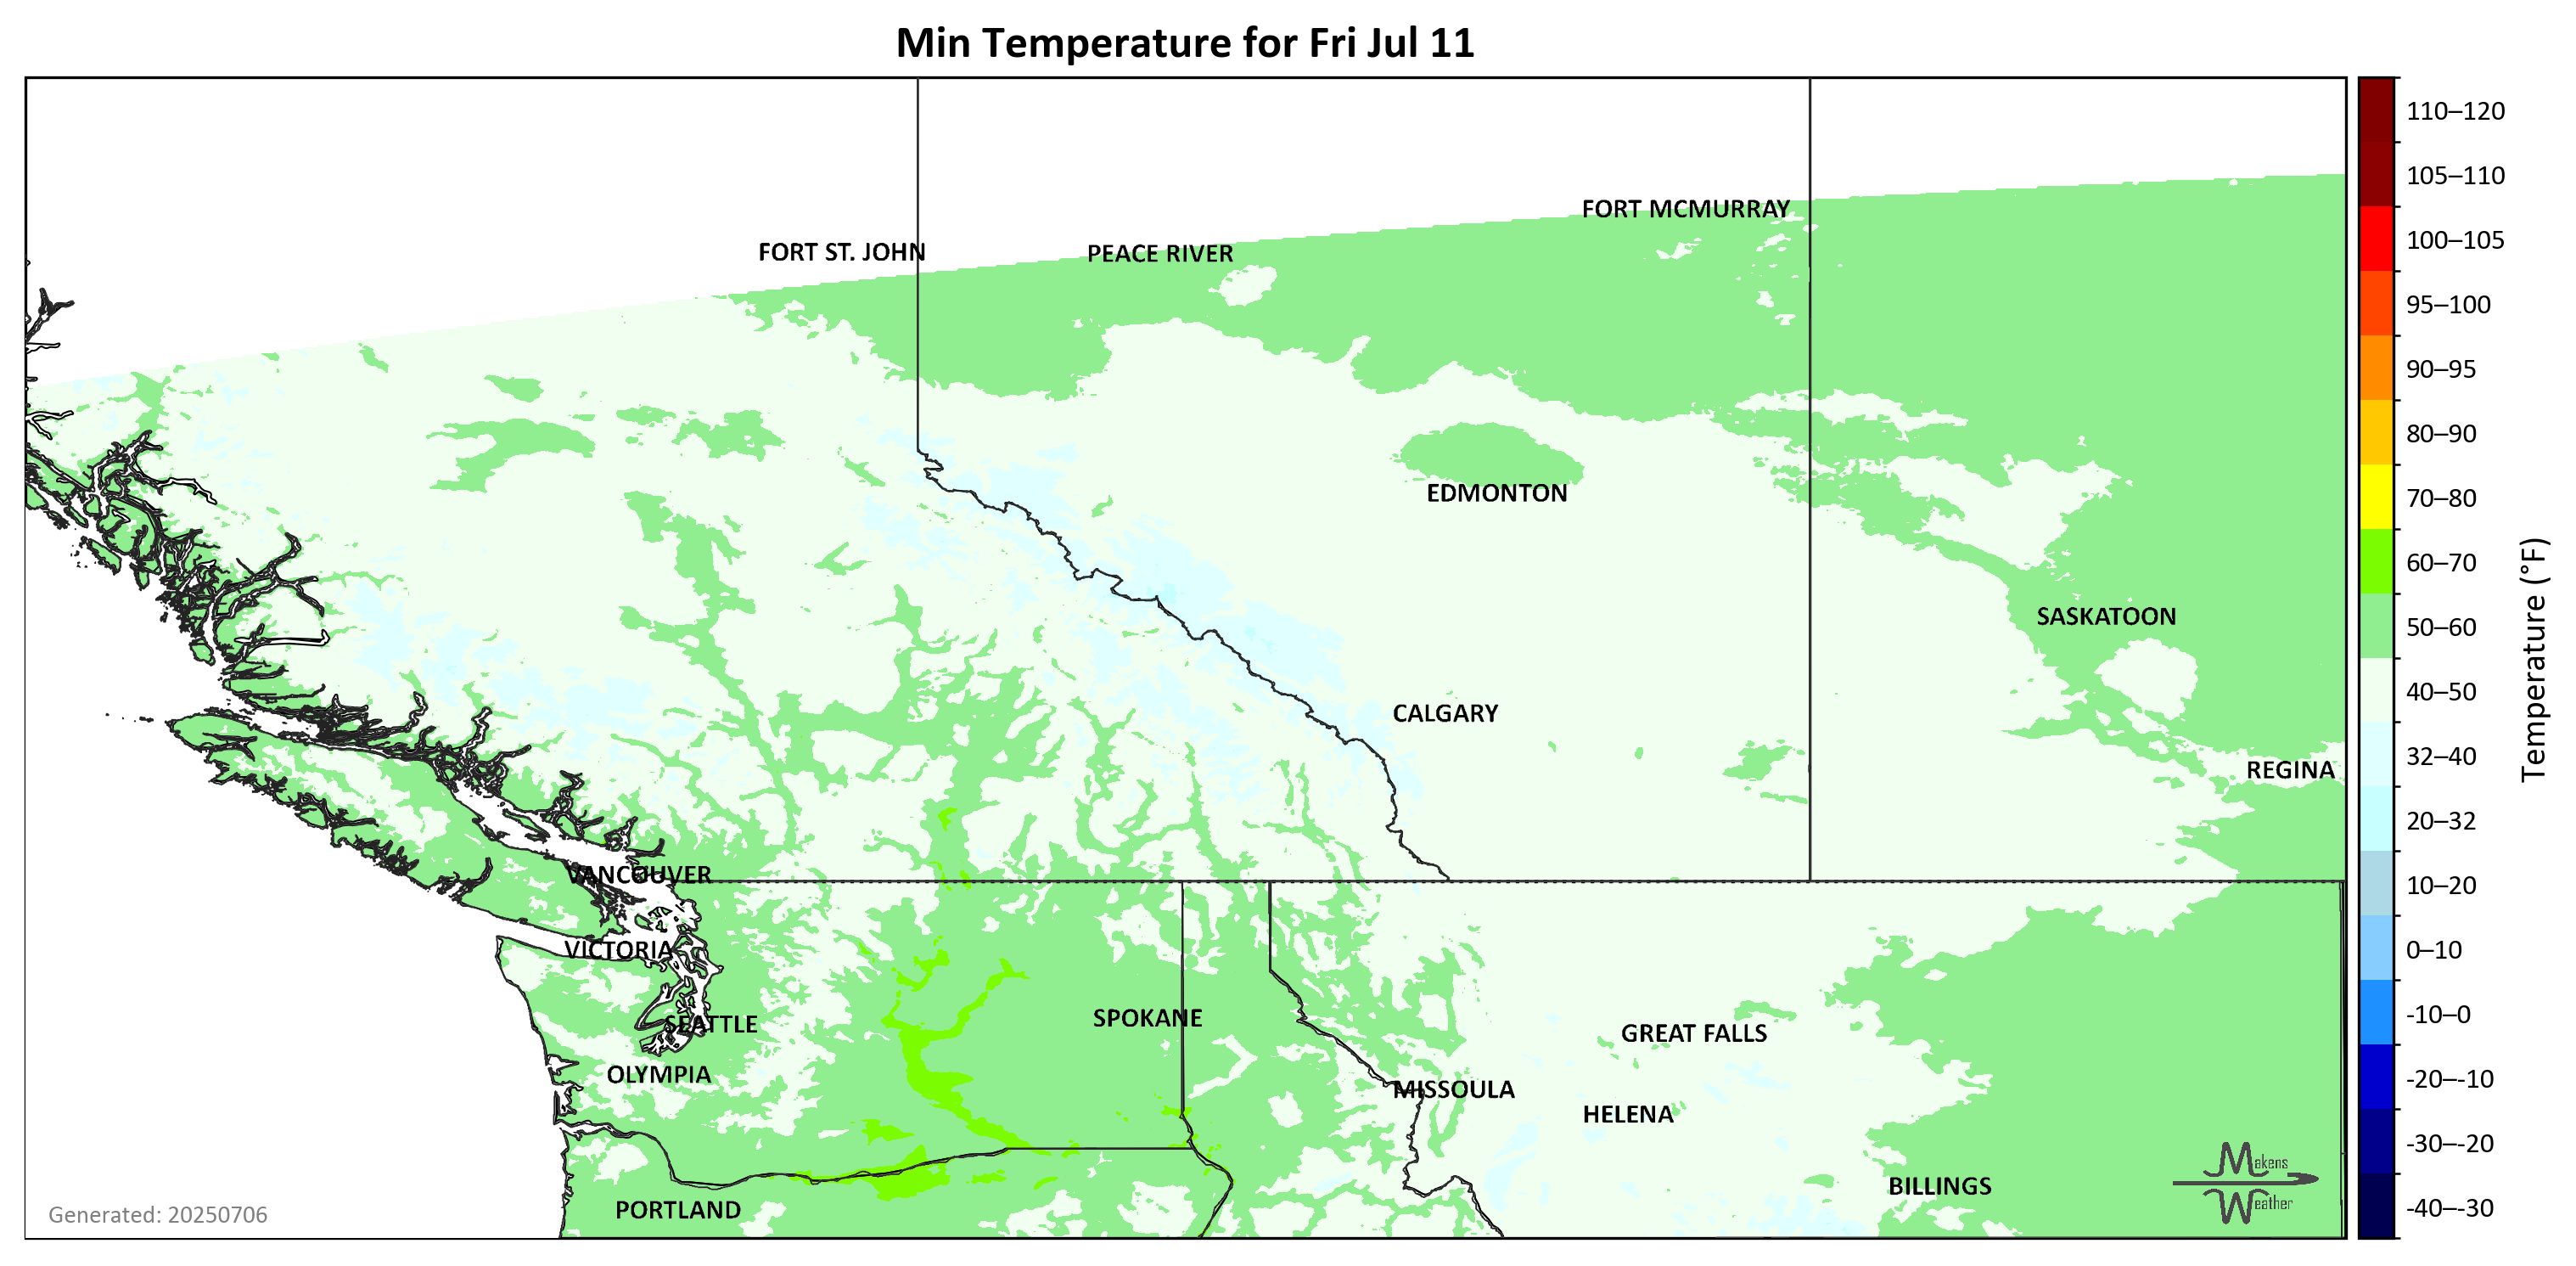 Min Temperature for Fri Jul 11
FORT MCMURRAY
FORT ST. JOHN
PEACE RIVER
EDMONTON
SASKATOON
CALGARY
REGINA
VANCOUVER
VICTORIA
SEATTLE
SPOKANE
GREAT FALLS
OLYMPIA
MISSOULA
HELENA
BILLINGS
PORTLAND
Makens
Weather
Generated: 20250706
110–120
105–110
100–105
95–100
90–95
80–90
70–80
60–70
50–60
40–50
32–40
20–32
10–20
0–10
-10–0
-20–-10
-30–-20
-40–-30
Temperature (°F)